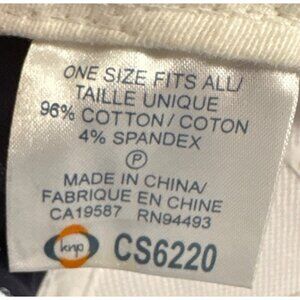 ONE SIZE FITS ALL/
TAILLE UNIQUE
96% COTTON/COTON
4% SPANDEX
P
MADE IN CHINA/
FABRIQUE EN CHINE
CA19587 RN94493
knp CS6220